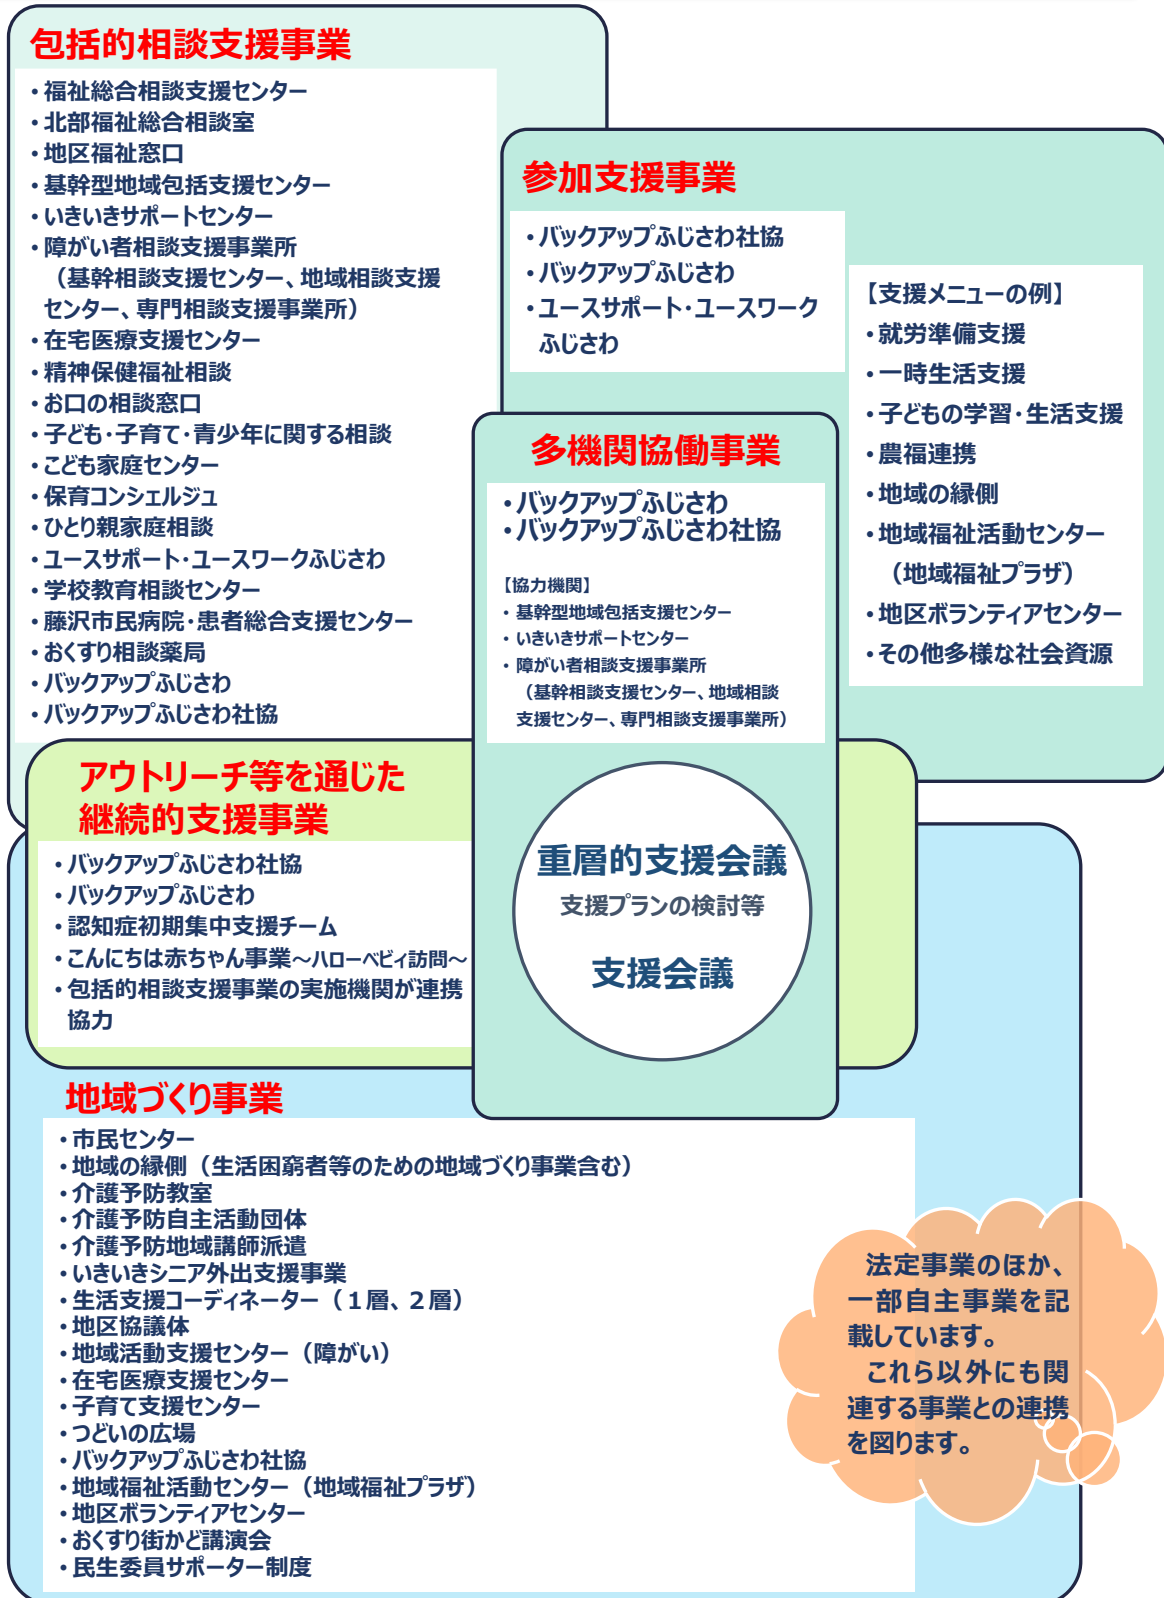 包括的相談支援事業
・福祉総合相談支援センター
・北部福祉総合相談室
・地区福祉窓口
・基幹型地域包括支援センター
・いきいきサポートセンター
・障がい者相談支援事業所
（基幹相談支援センター、地域相談支援
センター、専門相談支援事業所）
・在宅医療支援センター
・精神保健福祉相談
・お口の相談窓口
・子ども・子育て・青少年に関する相談
・こども家庭センター
・保育コンシェルジュ
・ひとり親家庭相談
・ユースサポート・ユースワークふじさわ
・学校教育相談センター
・藤沢市民病院・患者総合支援センター
・おくすり相談薬局
・バックアップふじさわ
・バックアップふじさわ社協
参加支援事業
・バックアップふじさわ社協
・バックアップふじさわ
・ユースサポート・ユースワーク
ふじさわ
【支援メニューの例】
・就労準備支援
・一時生活支援
・子どもの学習・生活支援
・農福連携
・地域の縁側
・地域福祉活動センター
（地域福祉プラザ）
・地区ボランティアセンター
・その他多様な社会資源
多機関協働事業
・バックアップふじさわ
・バックアップふじさわ社協
【協力機関】
・基幹型地域包括支援センター
・いきいきサポートセンター
・障がい者相談支援事業所
（基幹相談支援センター、地域相談
支援センター、専門相談支援事業所）
重層的支援会議
支援プランの検討等
支援会議
アウトリーチ等を通じた
継続的支援事業
・バックアップふじさわ社協
・バックアップふじさわ
・認知症初期集中支援チーム
・こんにちは赤ちゃん事業～ハローベビィ訪問～
・包括的相談支援事業の実施機関が連携
協力
地域づくり事業
・市民センター
・地域の縁側（生活困窮者等のための地域づくり事業含む）
・介護予防教室
・介護予防自主活動団体
・介護予防地域講師派遣
・いきいきシニア外出支援事業
・生活支援コーディネーター（１層、２層）
・地区協議体
・地域活動支援センター（障がい）
・在宅医療支援センター
・子育て支援センター
・つどいの広場
・バックアップふじさわ社協
・地域福祉活動センター（地域福祉プラザ）
・地区ボランティアセンター
・おくすり街かど講演会
・民生委員サポーター制度
法定事業のほか、
一部自主事業を記
載しています。
これら以外にも関
連する事業との連携
を図ります。